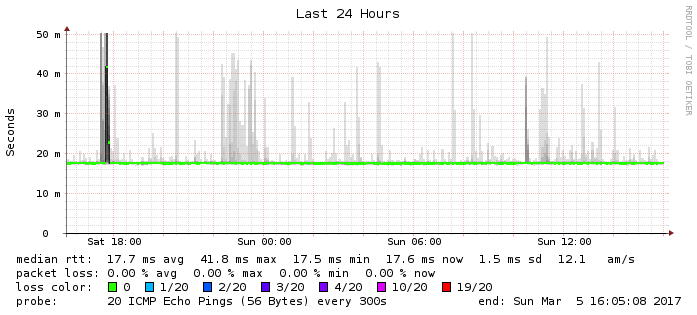 Last 24 Hours
RRDTOOL / TOBI OETIKER
Seconds
50 m
40 m
30 m
20 m
10 m
0
Sat 18:00 Sun 00:00 Sun 06:00 Sun 12:00
median rtt: 17.7 ms avg 41.8 ms max 17.5 ms min 17.6 ms now 1.5 ms sd 12.1 am/s
packet loss: 0.00 % avg 0.00 % max 0.00 % min 0.00 % now
loss color: 0 1/20 2/20 3/20 4/20 10/20 19/20
probe: 20 ICMP Echo Pings (56 Bytes) every 300s end: Sun Mar 5 16:05:08 2017